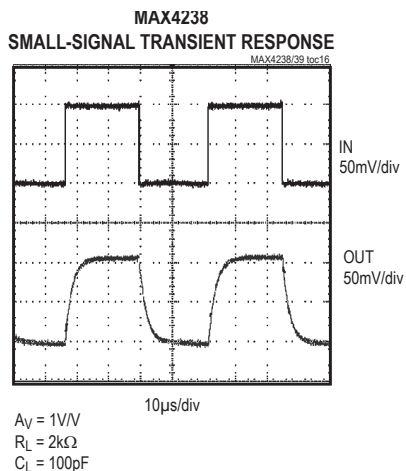 MAX4238
SMALL-SIGNAL TRANSIENT RESPONSE
MAX4238/39 toc16
IN
50mV/div
OUT
50mV/div
10µs/div
AV = 1V/V
RL = 2kΩ
CL = 100pF